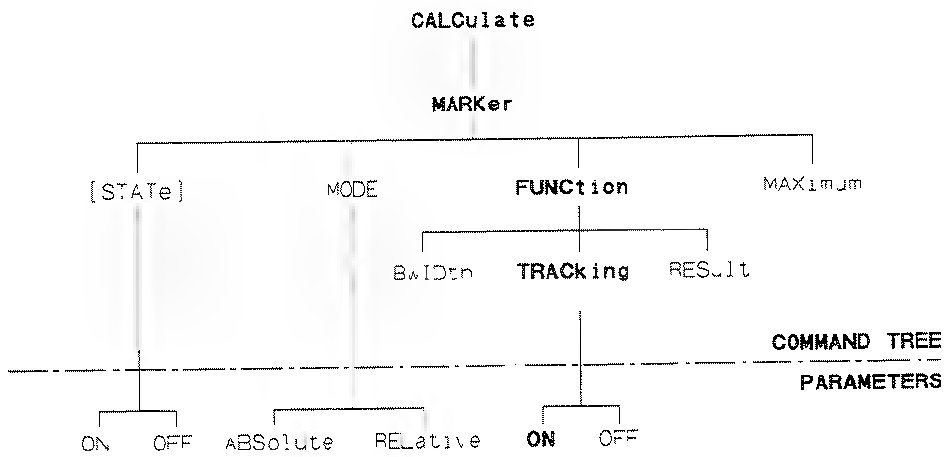 CALCulate
MARKer
[STATe] MODE FUNCtion MAXimum
BwIDth TRACking RESult
COMMAND TREE
PARAMETERS
ON OFF ABSolute RELative ON OFF